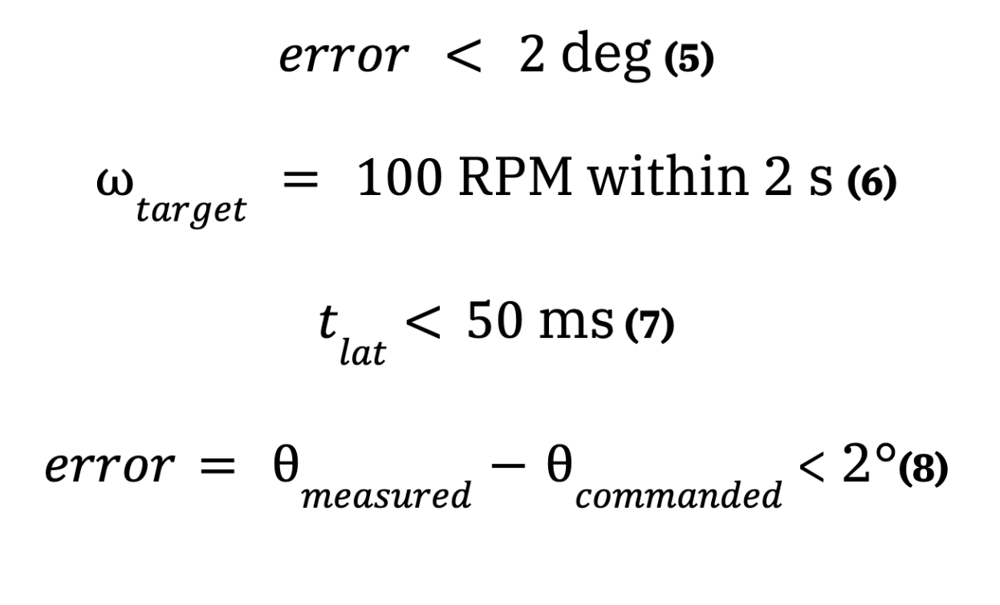 error < 2 deg (5)
ω_target = 100 RPM within 2 s (6)
t_lat < 50 ms (7)
error = θ_measured − θ_commanded < 2°(8)